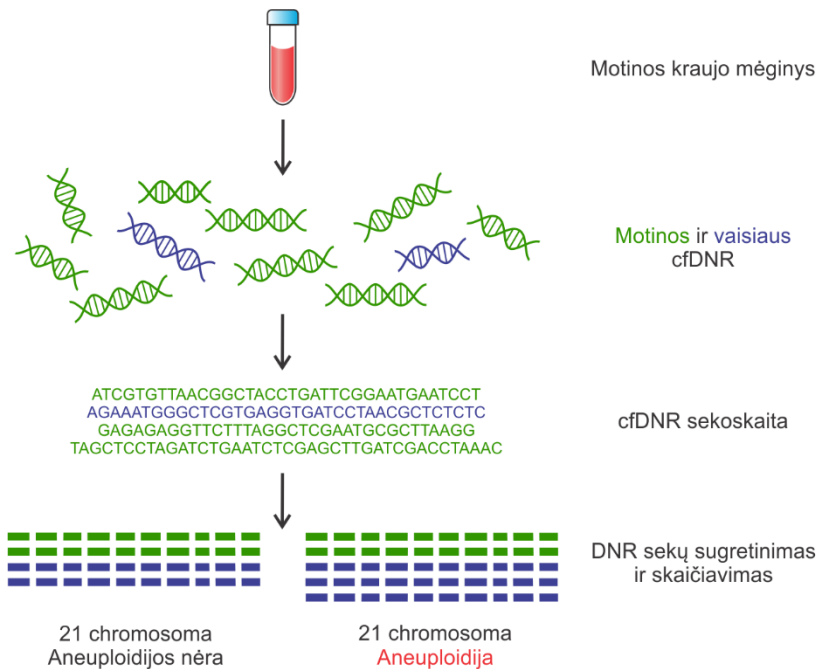 Motinos kraujo mėginys
Motinos ir vaisiaus
cfDNR
ATCGTGTTAACGGCTACCTGATTCGGAATGAATCCT
AGAAATGGGCTCGTGAGGTGATCCTAACGCTCTCTC
GAGAGAGGTTCTTTAGGCTCGAATGCGCTTAAGG
TAGCTCCTAGATCTGAATCTCGAGCTTGATCGACCTAAAC
cfDNR sekoskaita
DNR sekų sugretinimas
ir skaičiavimas
21 chromosoma
Aneuploidijos nėra
21 chromosoma
Aneuploidija